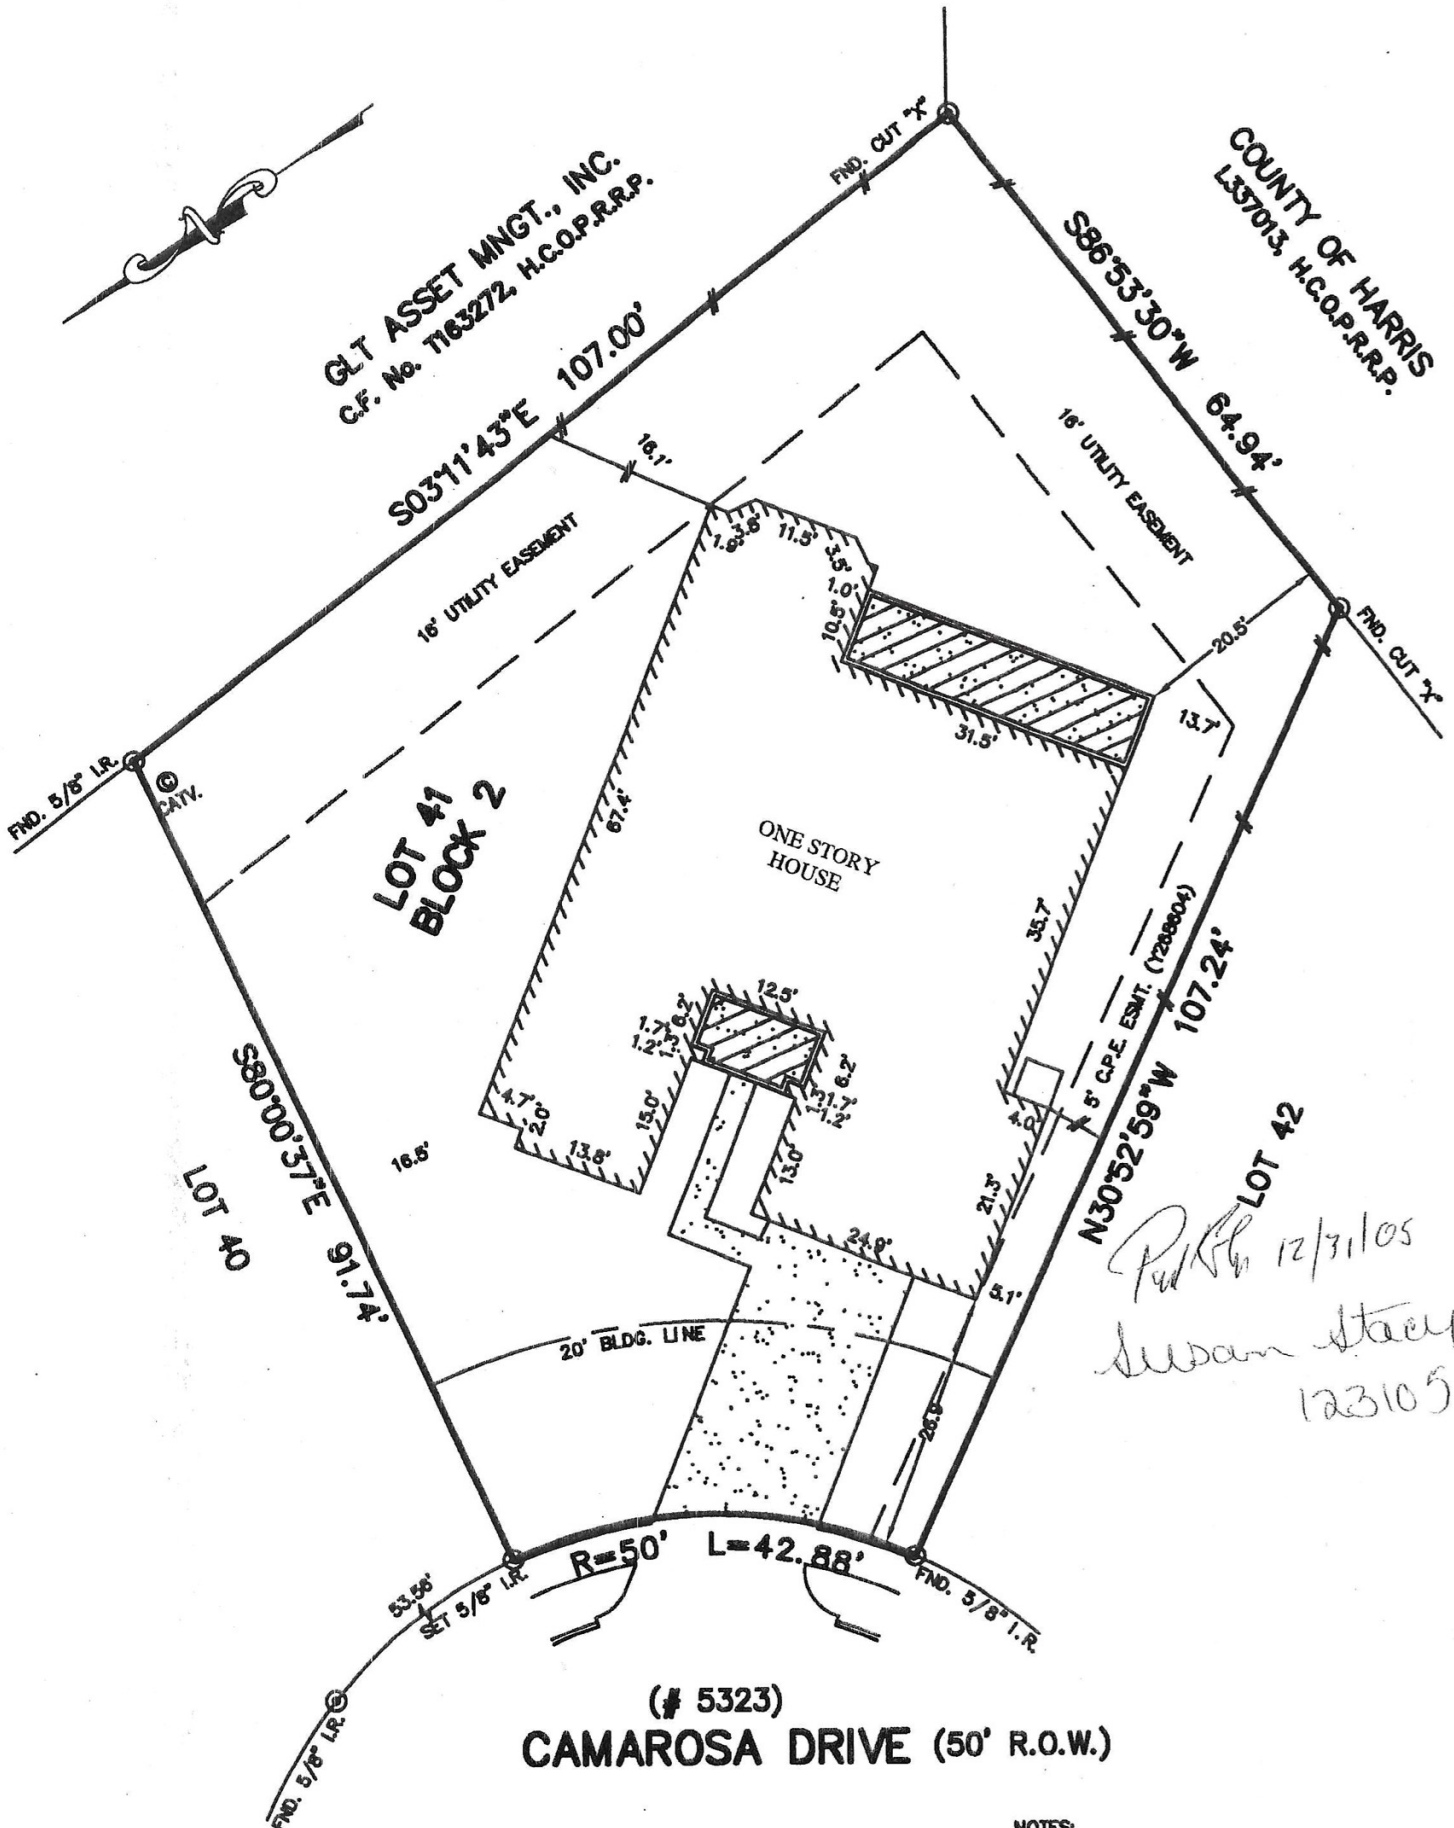 GLT ASSET MNGT., INC.
C.F. No. T163272, H.C.O.P.R.R.P.
COUNTY OF HARRIS
L337013, H.C.O.P.R.R.P.
FND. CUT "X"
S03°11'43"E 107.00'
S86°53'30"W 64.94'
16.1'
16' UTILITY EASEMENT
16' UTILITY EASEMENT
1.9'
3.8'
11.5'
3.5'
1.0'
10.5'
20.5'
FND. CUT "X"
13.7'
31.5'
FND. 5/8" I.R.
©
CATV.
LOT 41
BLOCK 2
67.4'
ONE STORY
HOUSE
35.7'
5' C.P.E. ESMT. (Y288604)
N30°52'59"W 107.24'
12.5'
6.2'
1.7'
1.2'
1.3'
6.2'
1.7'
1.2'
4.0'
4.7'
2.0'
15.0'
13.8'
13.0'
21.3'
24.0'
5.1'
16.5'
S80°00'37"E 91.74'
LOT 40
LOT 42
12/31/05
Susan Stacy
123105
20' BLDG. LINE
R=50' L=42.88'
53.56'
SET 5/8" I.R.
FND. 5/8" I.R.
FND. 5/8" I.R.
(# 5323)
CAMAROSA DRIVE (50' R.O.W.)
NOTES: